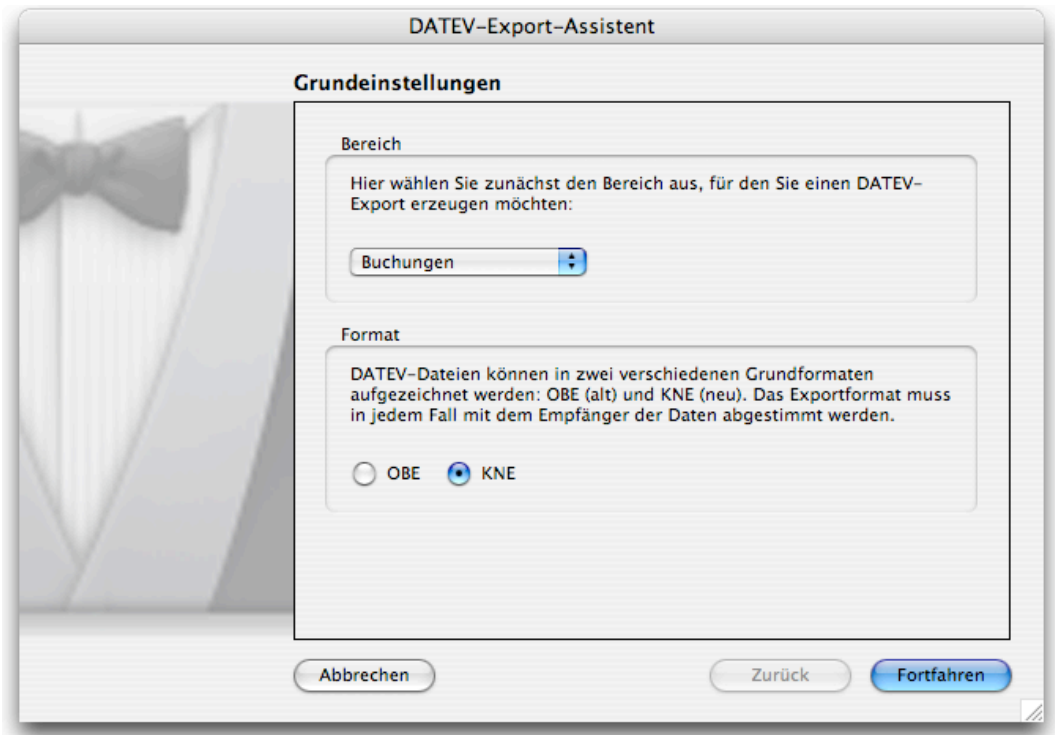 DATEV-Export-Assistent
Grundeinstellungen
Bereich
Hier wählen Sie zunächst den Bereich aus, für den Sie einen DATEV-
Export erzeugen möchten:
Buchungen
Format
DATEV-Dateien können in zwei verschiedenen Grundformaten
aufgezeichnet werden: OBE (alt) und KNE (neu). Das Exportformat muss
in jedem Fall mit dem Empfänger der Daten abgestimmt werden.
OBE KNE
Abbrechen Zurück Fortfahren